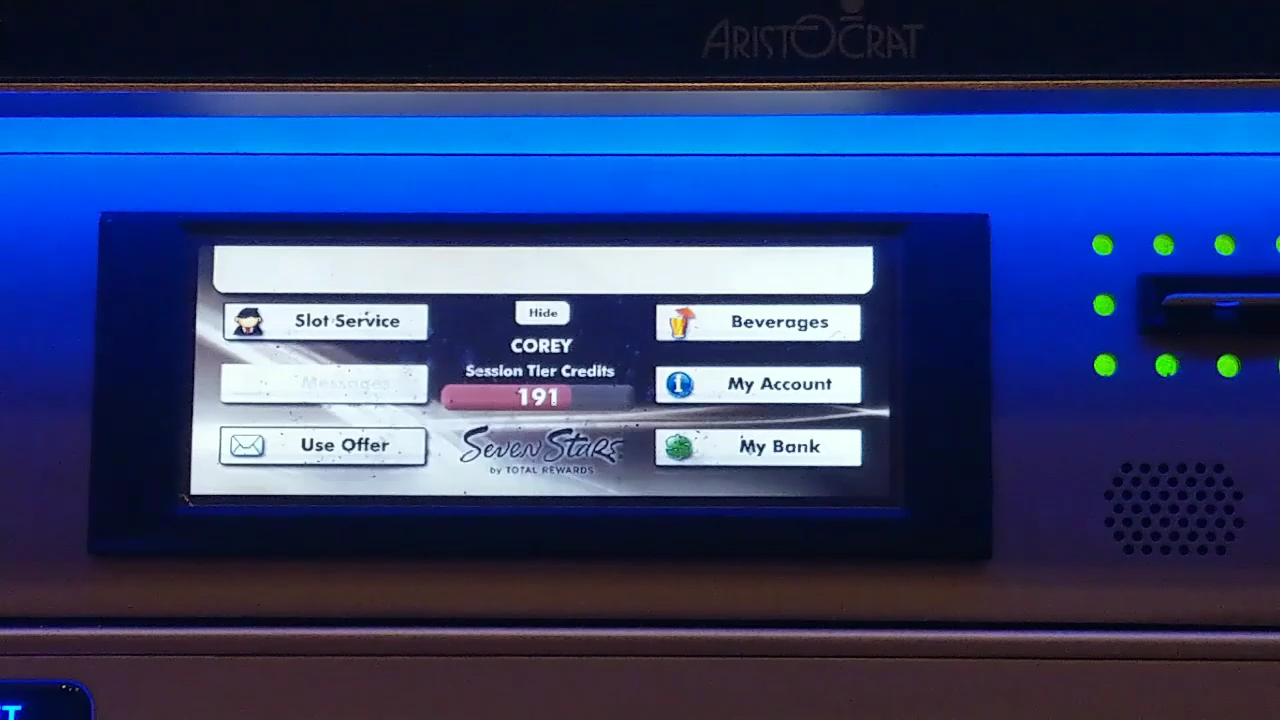 ARISTOCRAT
Hide
Slot Service
Beverages
COREY
Session Tier Credits
Messages
My Account
191
Use Offer
SEVEN STARS
My Bank
by TOTAL REWARDS